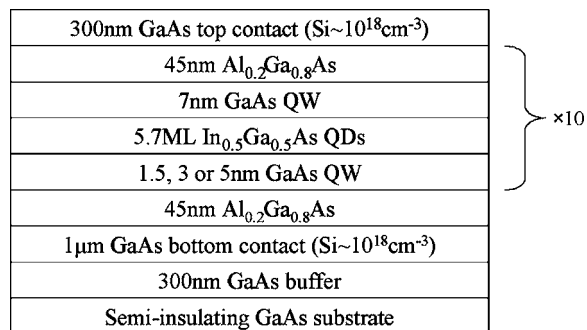 300nm GaAs top contact (Si~10¹⁸cm⁻³)
45nm Al₀.₂Ga₀.₈As
7nm GaAs QW
5.7ML In₀.₅Ga₀.₅As QDs
1.5, 3 or 5nm GaAs QW
×10
45nm Al₀.₂Ga₀.₈As
1μm GaAs bottom contact (Si~10¹⁸cm⁻³)
300nm GaAs buffer
Semi-insulating GaAs substrate